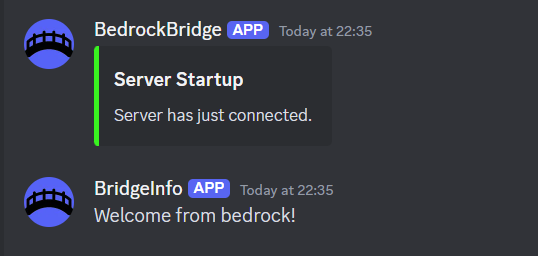 BedrockBridge APP Today at 22:35
Server Startup
Server has just connected.
BridgeInfo APP Today at 22:35
Welcome from bedrock!